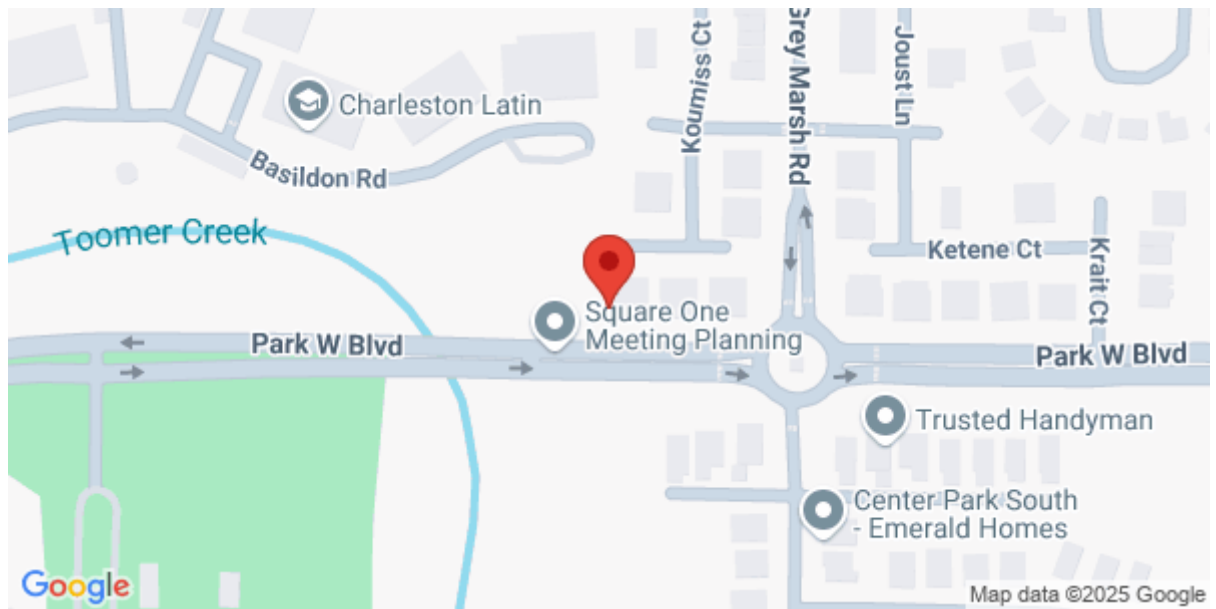 Grey Marsh Rd
Koumiss Ct
Joust Ln
Charleston Latin
Basildon Rd
Toomer Creek
Ketene Ct
Krait Ct
Square One
Meeting Planning
Park W Blvd
Park W Blvd
Trusted Handyman
Center Park South
- Emerald Homes
Google
Map data ©2025 Google